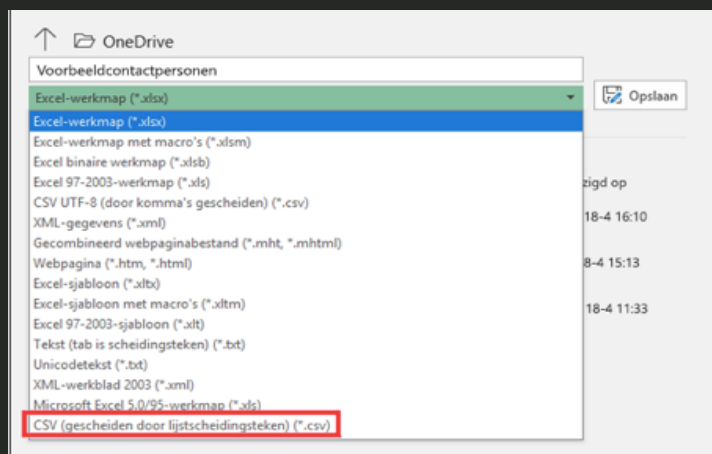 OneDrive
Voorbeeldcontactpersonen
Excel-werkmap (*.xlsx)
Opslaan
Excel-werkmap (*.xlsx)
Excel-werkmap met macro's (*.xlsm)
Excel binaire werkmap (*.xlsb)
Excel 97-2003-werkmap (*.xls)
zigd op
CSV UTF-8 (door komma's gescheiden) (*.csv)
XML-gegevens (*.xml)
18-4 16:10
Gecombineerd webpaginabestand (*.mht, *.mhtml)
Webpagina (*.htm, *.html)
8-4 15:13
Excel-sjabloon (*.xltx)
Excel-sjabloon met macro's (*.xltm)
18-4 11:33
Excel 97-2003-sjabloon (*.xlt)
Tekst (tab is scheidingsteken) (*.txt)
Unicodetekst (*.txt)
XML-werkblad 2003 (*.xml)
Microsoft Excel 5.0/95-werkmap (*.xls)
CSV (gescheiden door lijstscheidingsteken) (*.csv)